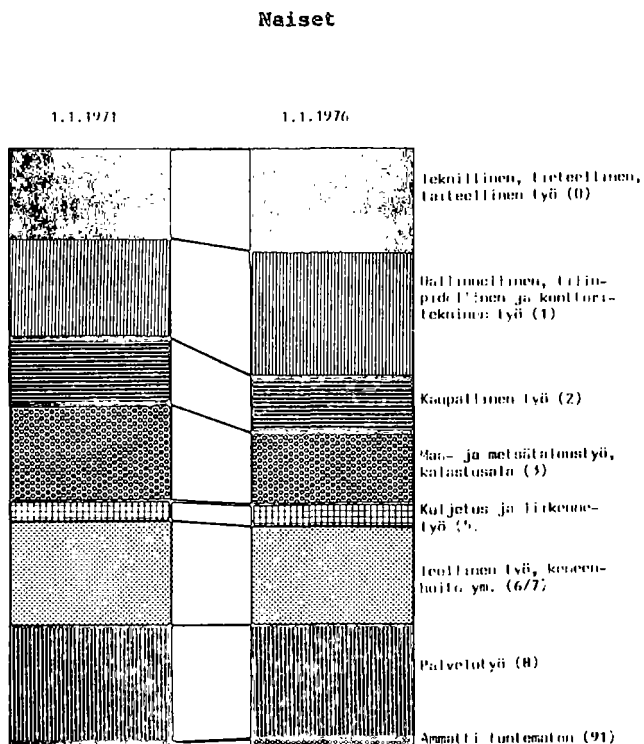 Naiset
1.1.1971
1.1.1976
Teknillinen, tieteellinen,
taiteellinen työ (0)
Hallinnollinen, tilin-
pidollinen ja konttori-
tekninen työ (1)
Kaupallinen työ (2)
Maa- ja metsätaloustyö,
kalastusala (3)
Kuljetus ja liikenne-
työ (5.
Teollinen työ, koneen-
hoito ym. (6/7)
Palvelutyö (8)
Ammatti tuntematon (91)